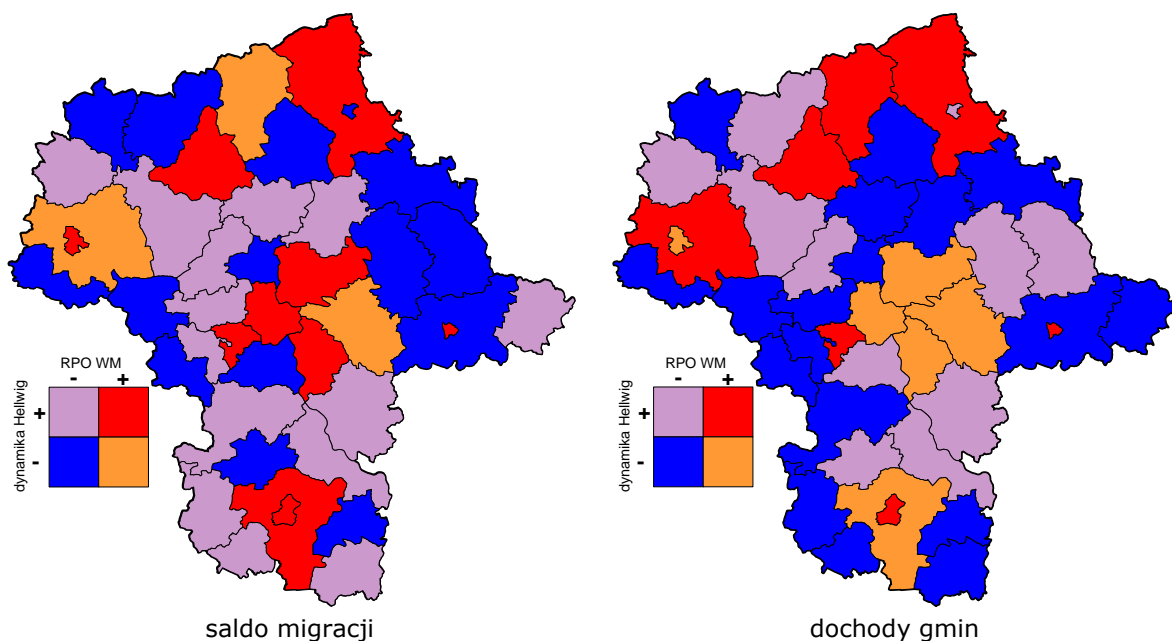 RPO WM
- +
dynamika Hellwig
+
-
saldo migracji
RPO WM
- +
dynamika Hellwig
+
-
dochody gmin